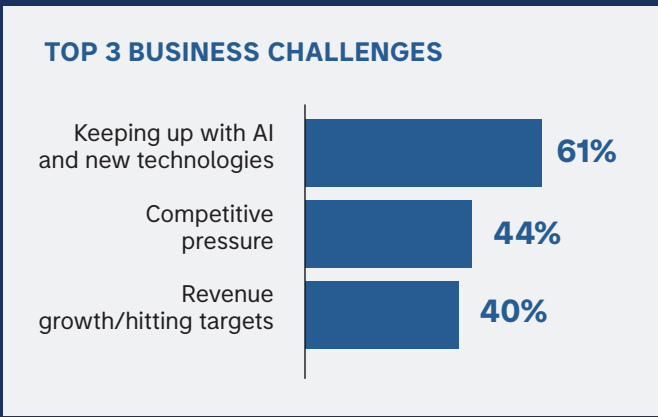 TOP 3 BUSINESS CHALLENGES
Keeping up with AI
and new technologies
61%
Competitive
pressure
44%
Revenue
growth/hitting targets
40%